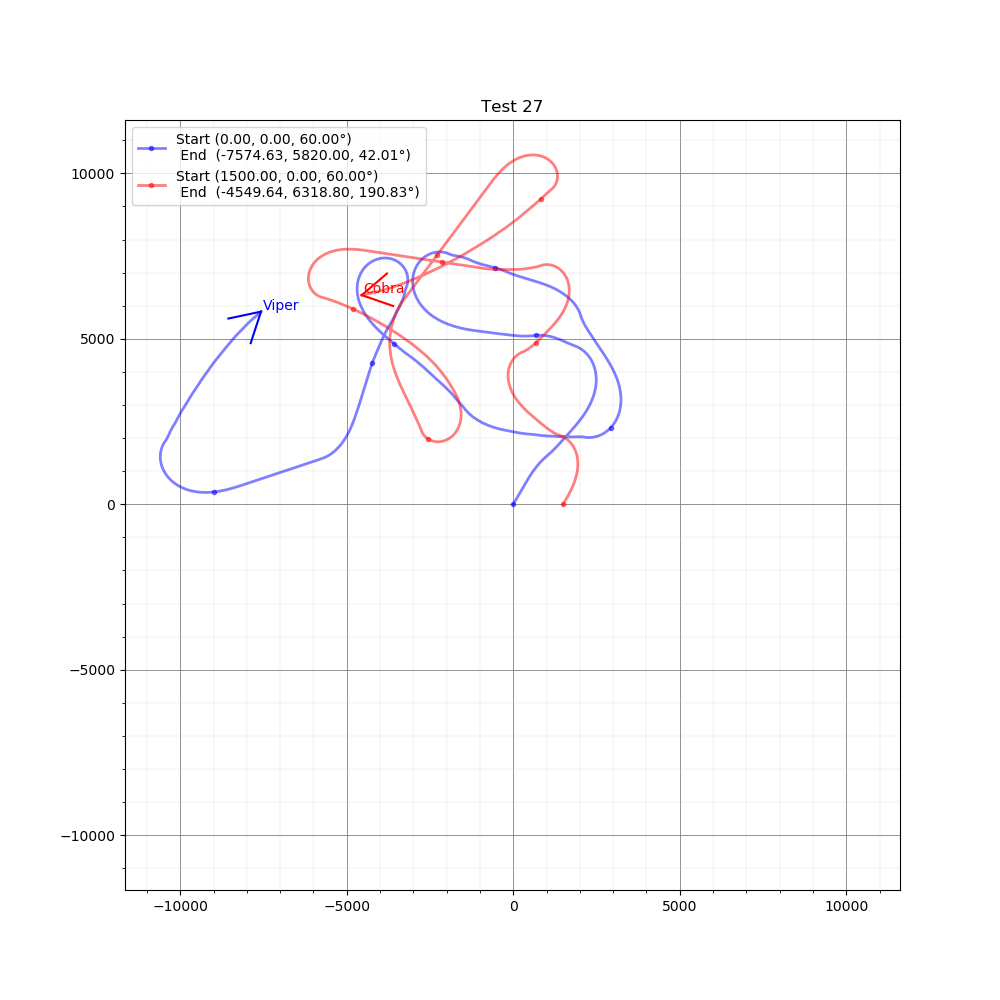 Test 27
Start (0.00, 0.00, 60.00°)
End  (-7574.63, 5820.00, 42.01°)
Start (1500.00, 0.00, 60.00°)
End  (-4549.64, 6318.80, 190.83°)
10000
5000
0
−5000
−10000
Cobra
Viper
−10000
−5000
0
5000
10000